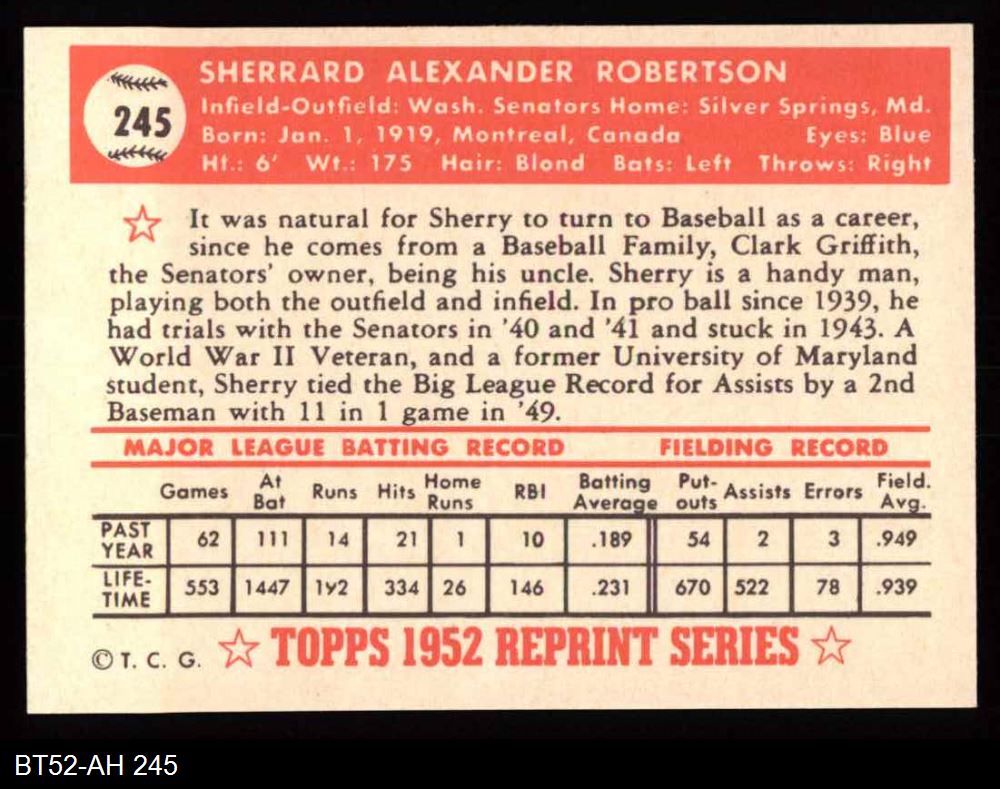 245
SHERRARD ALEXANDER ROBERTSON
Infield-Outfield: Wash. Senators Home: Silver Springs, Md.
Born: Jan. 1, 1919, Montreal, Canada Eyes: Blue
Ht.: 6' Wt.: 175 Hair: Blond Bats: Left Throws: Right
It was natural for Sherry to turn to Baseball as a career,
since he comes from a Baseball Family, Clark Griffith,
the Senators' owner, being his uncle. Sherry is a handy man,
playing both the outfield and infield. In pro ball since 1939, he
had trials with the Senators in '40 and '41 and stuck in 1943. A
World War II Veteran, and a former University of Maryland
student, Sherry tied the Big League Record for Assists by a 2nd
Baseman with 11 in 1 game in '49.
MAJOR LEAGUE BATTING RECORD FIELDING RECORD
Games At Bat Runs Hits Home Runs RBI Batting Average Put-outs Assists Errors Field. Avg.
PAST YEAR 62 111 14 21 1 10 .189 54 2 3 .949
LIFE-TIME 553 1447 334 26 146 .231 670 522 78 .939
© T. C. G. TOPPS 1952 REPRINT SERIES
BT52-AH 245